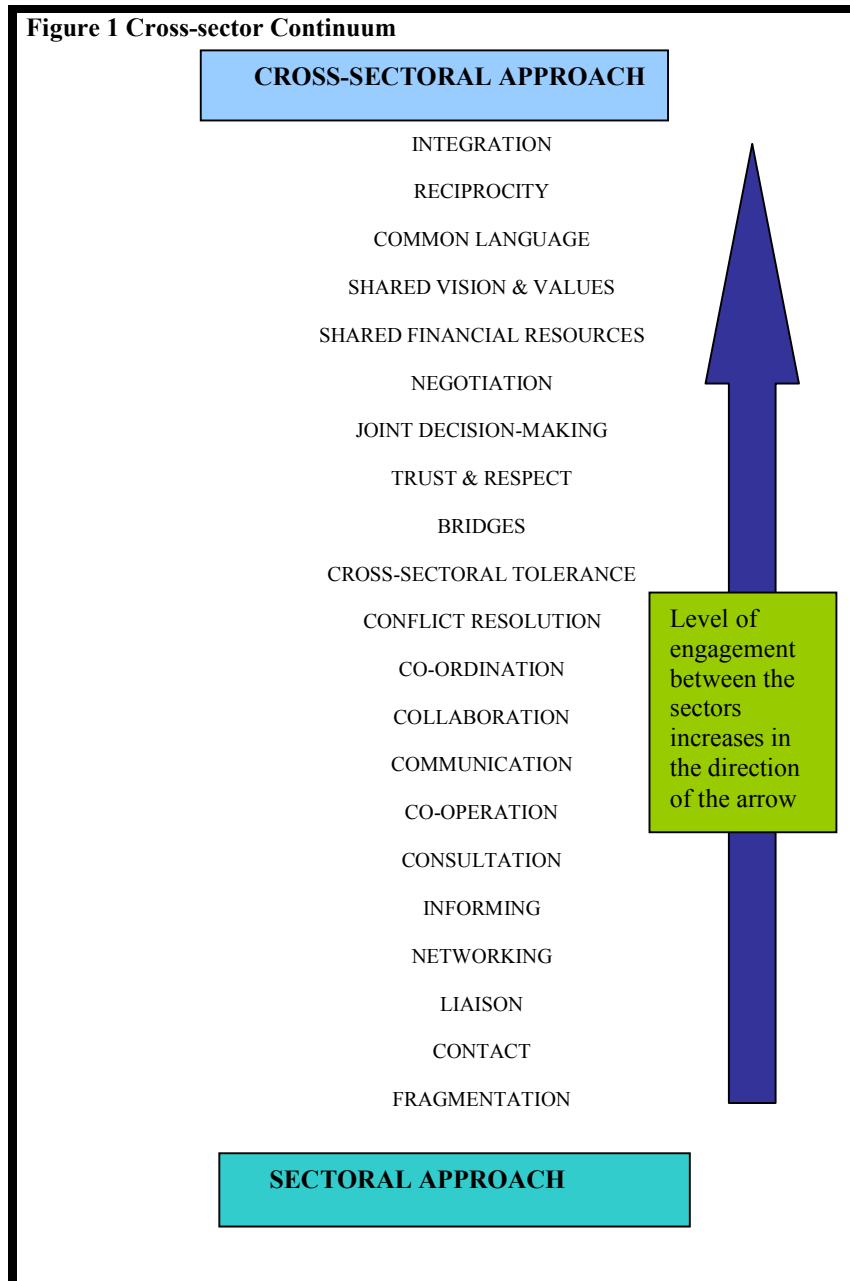 Figure 1 Cross-sector Continuum
CROSS-SECTORAL APPROACH
INTEGRATION
RECIPROCITY
COMMON LANGUAGE
SHARED VISION & VALUES
SHARED FINANCIAL RESOURCES
NEGOTIATION
JOINT DECISION-MAKING
TRUST & RESPECT
BRIDGES
CROSS-SECTORAL TOLERANCE
CONFLICT RESOLUTION
CO-ORDINATION
COLLABORATION
COMMUNICATION
CO-OPERATION
CONSULTATION
INFORMING
NETWORKING
LIAISON
CONTACT
FRAGMENTATION
Level of
engagement
between the
sectors
increases in
the direction
of the arrow
SECTORAL APPROACH